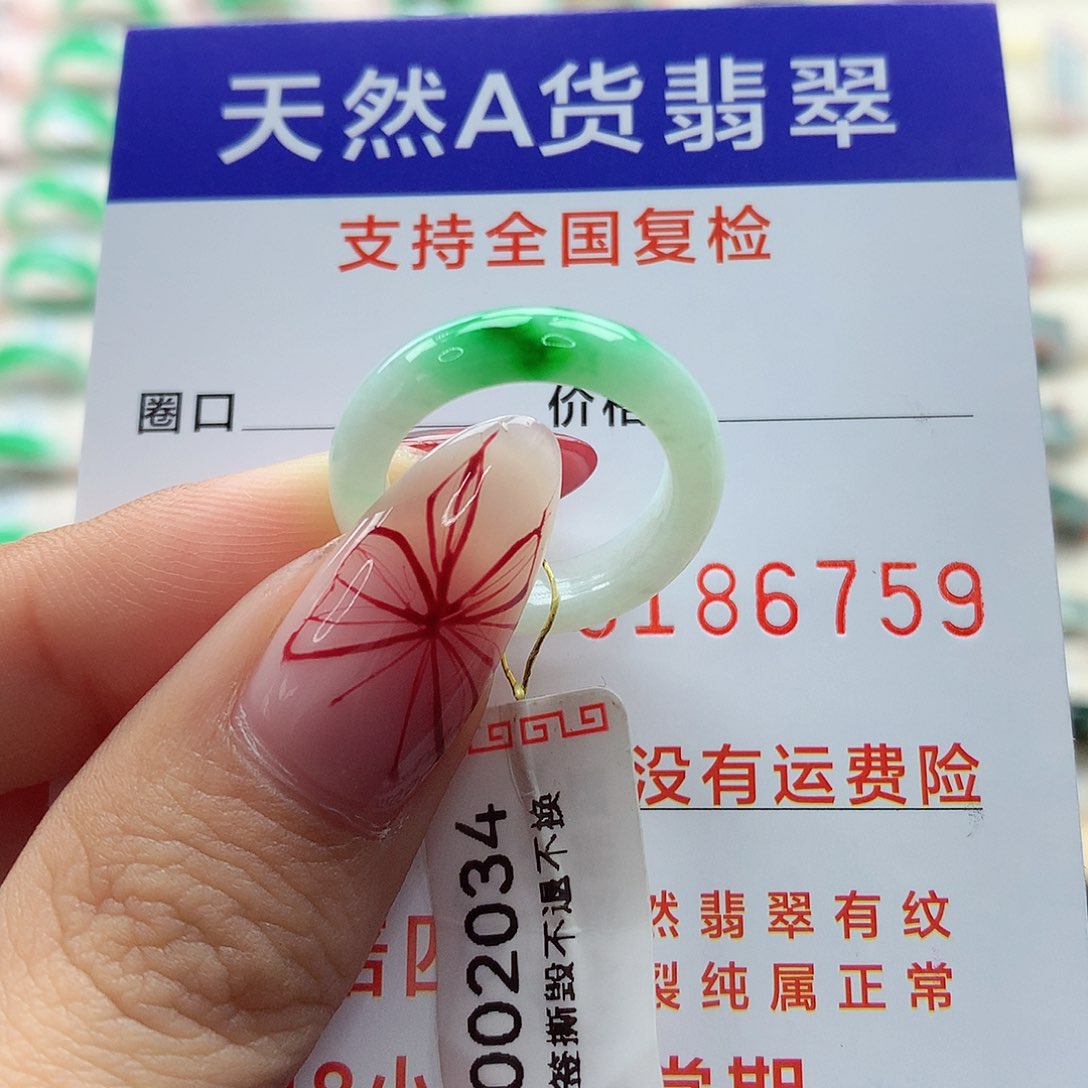 天然A货翡翠
支持全国复检
圈口 价格
186759
没有运费险
然翡翠有纹
裂纯属正常
002034
签撕毁不退不换